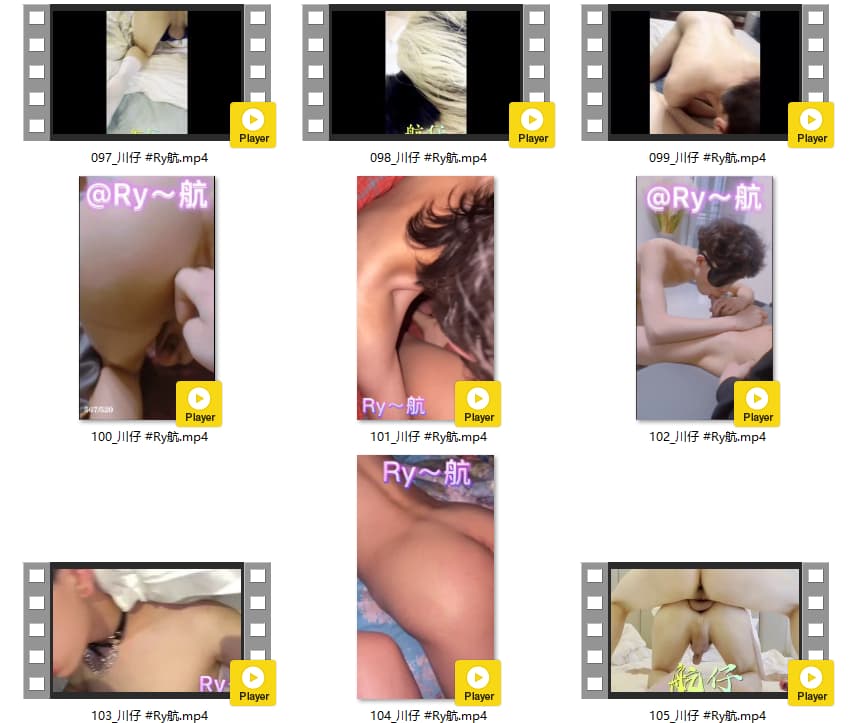 航仔
Player
Player
Player
097_川仔 #Ry航.mp4
098_川仔 #Ry航.mp4
099_川仔 #Ry航.mp4
@Ry～航
@Ry～航
567/520
Ry～航
Player
Player
Player
100_川仔 #Ry航.mp4
101_川仔 #Ry航.mp4
102_川仔 #Ry航.mp4
Ry～航
Ry
航仔
Player
Player
Player
103_川仔 #Ry航.mp4
104_川仔 #Ry航.mp4
105_川仔 #Ry航.mp4